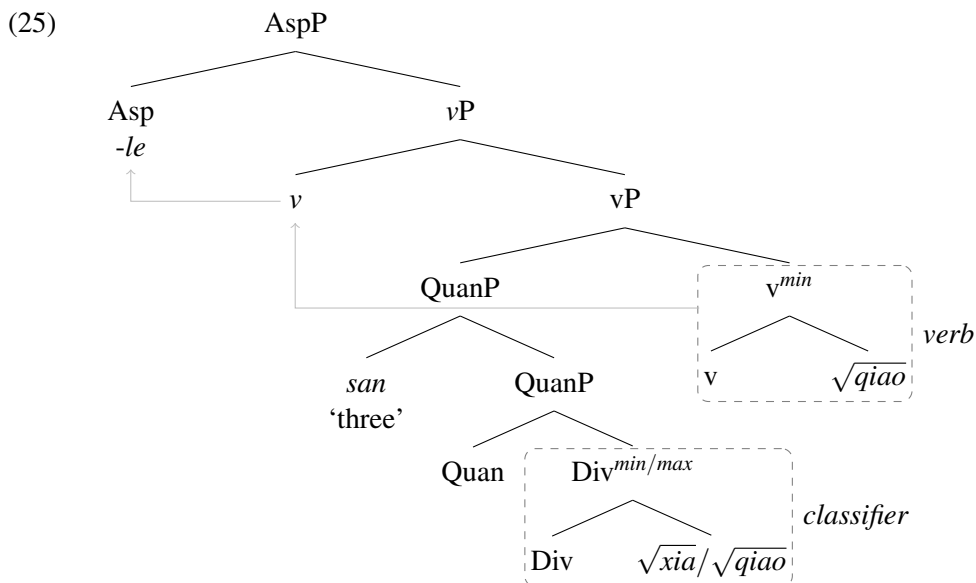 (25) AspP
Asp vP
-le
v vP
QuanP v^min
verb
san QuanP v √qiao
‘three’
Quan Div^min/max
classifier
Div √xia/√qiao